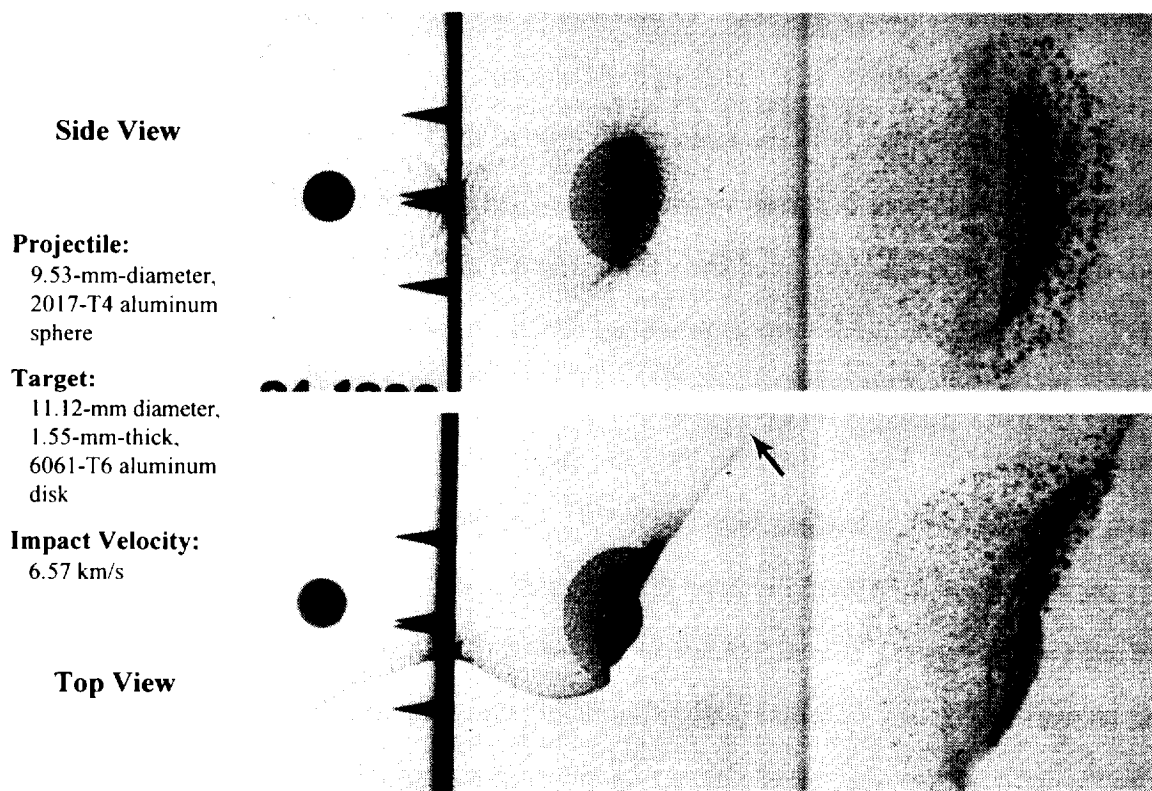 Side View
Projectile:
9.53-mm-diameter,
2017-T4 aluminum
sphere
Target:
11.12-mm diameter,
1.55-mm-thick,
6061-T6 aluminum
disk
Impact Velocity:
6.57 km/s
Top View